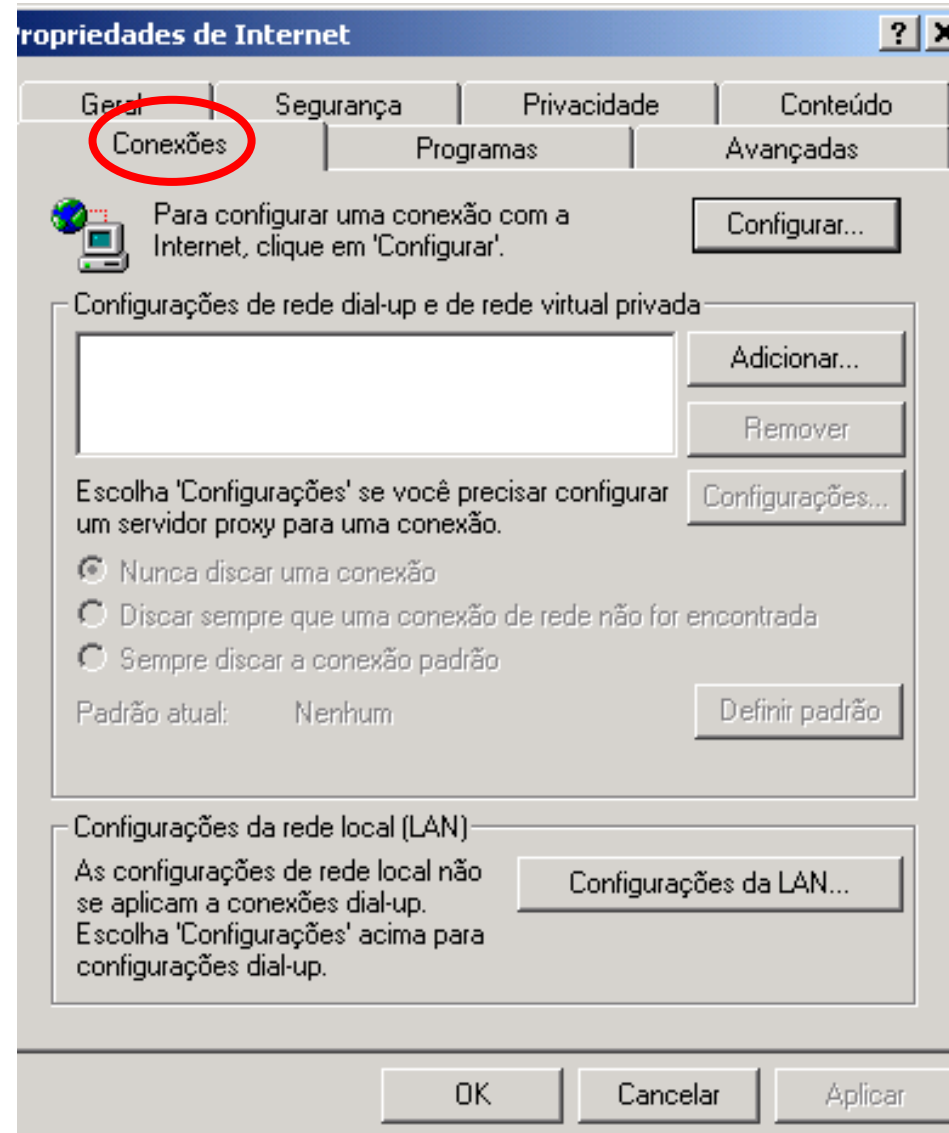 Propriedades de Internet
Geral Segurança Privacidade Conteúdo
Conexões Programas Avançadas
Para configurar uma conexão com a
Internet, clique em 'Configurar'.
Configurar...
Configurações de rede dial-up e de rede virtual privada
Adicionar...
Remover
Escolha 'Configurações' se você precisar configurar
um servidor proxy para uma conexão.
Configurações...
Nunca discar uma conexão
Discar sempre que uma conexão de rede não for encontrada
Sempre discar a conexão padrão
Padrão atual: Nenhum Definir padrão
Configurações da rede local (LAN)
As configurações de rede local não
se aplicam a conexões dial-up.
Escolha 'Configurações' acima para
configurações dial-up.
Configurações da LAN...
OK Cancelar Aplicar